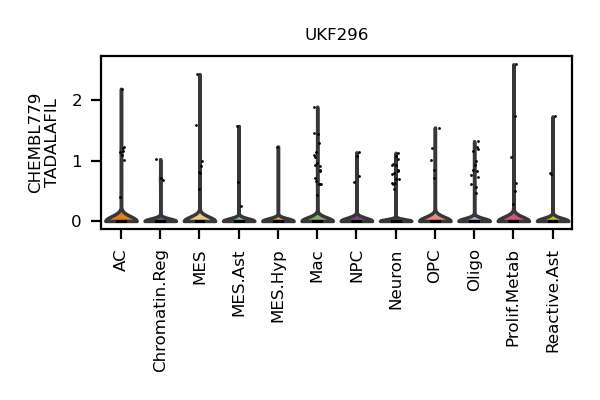 UKF296
CHEMBL779
TADALAFIL
2
1
0
AC
Chromatin.Reg
MES
MES.Ast
MES.Hyp
Mac
NPC
Neuron
OPC
Oligo
Prolif.Metab
Reactive.Ast